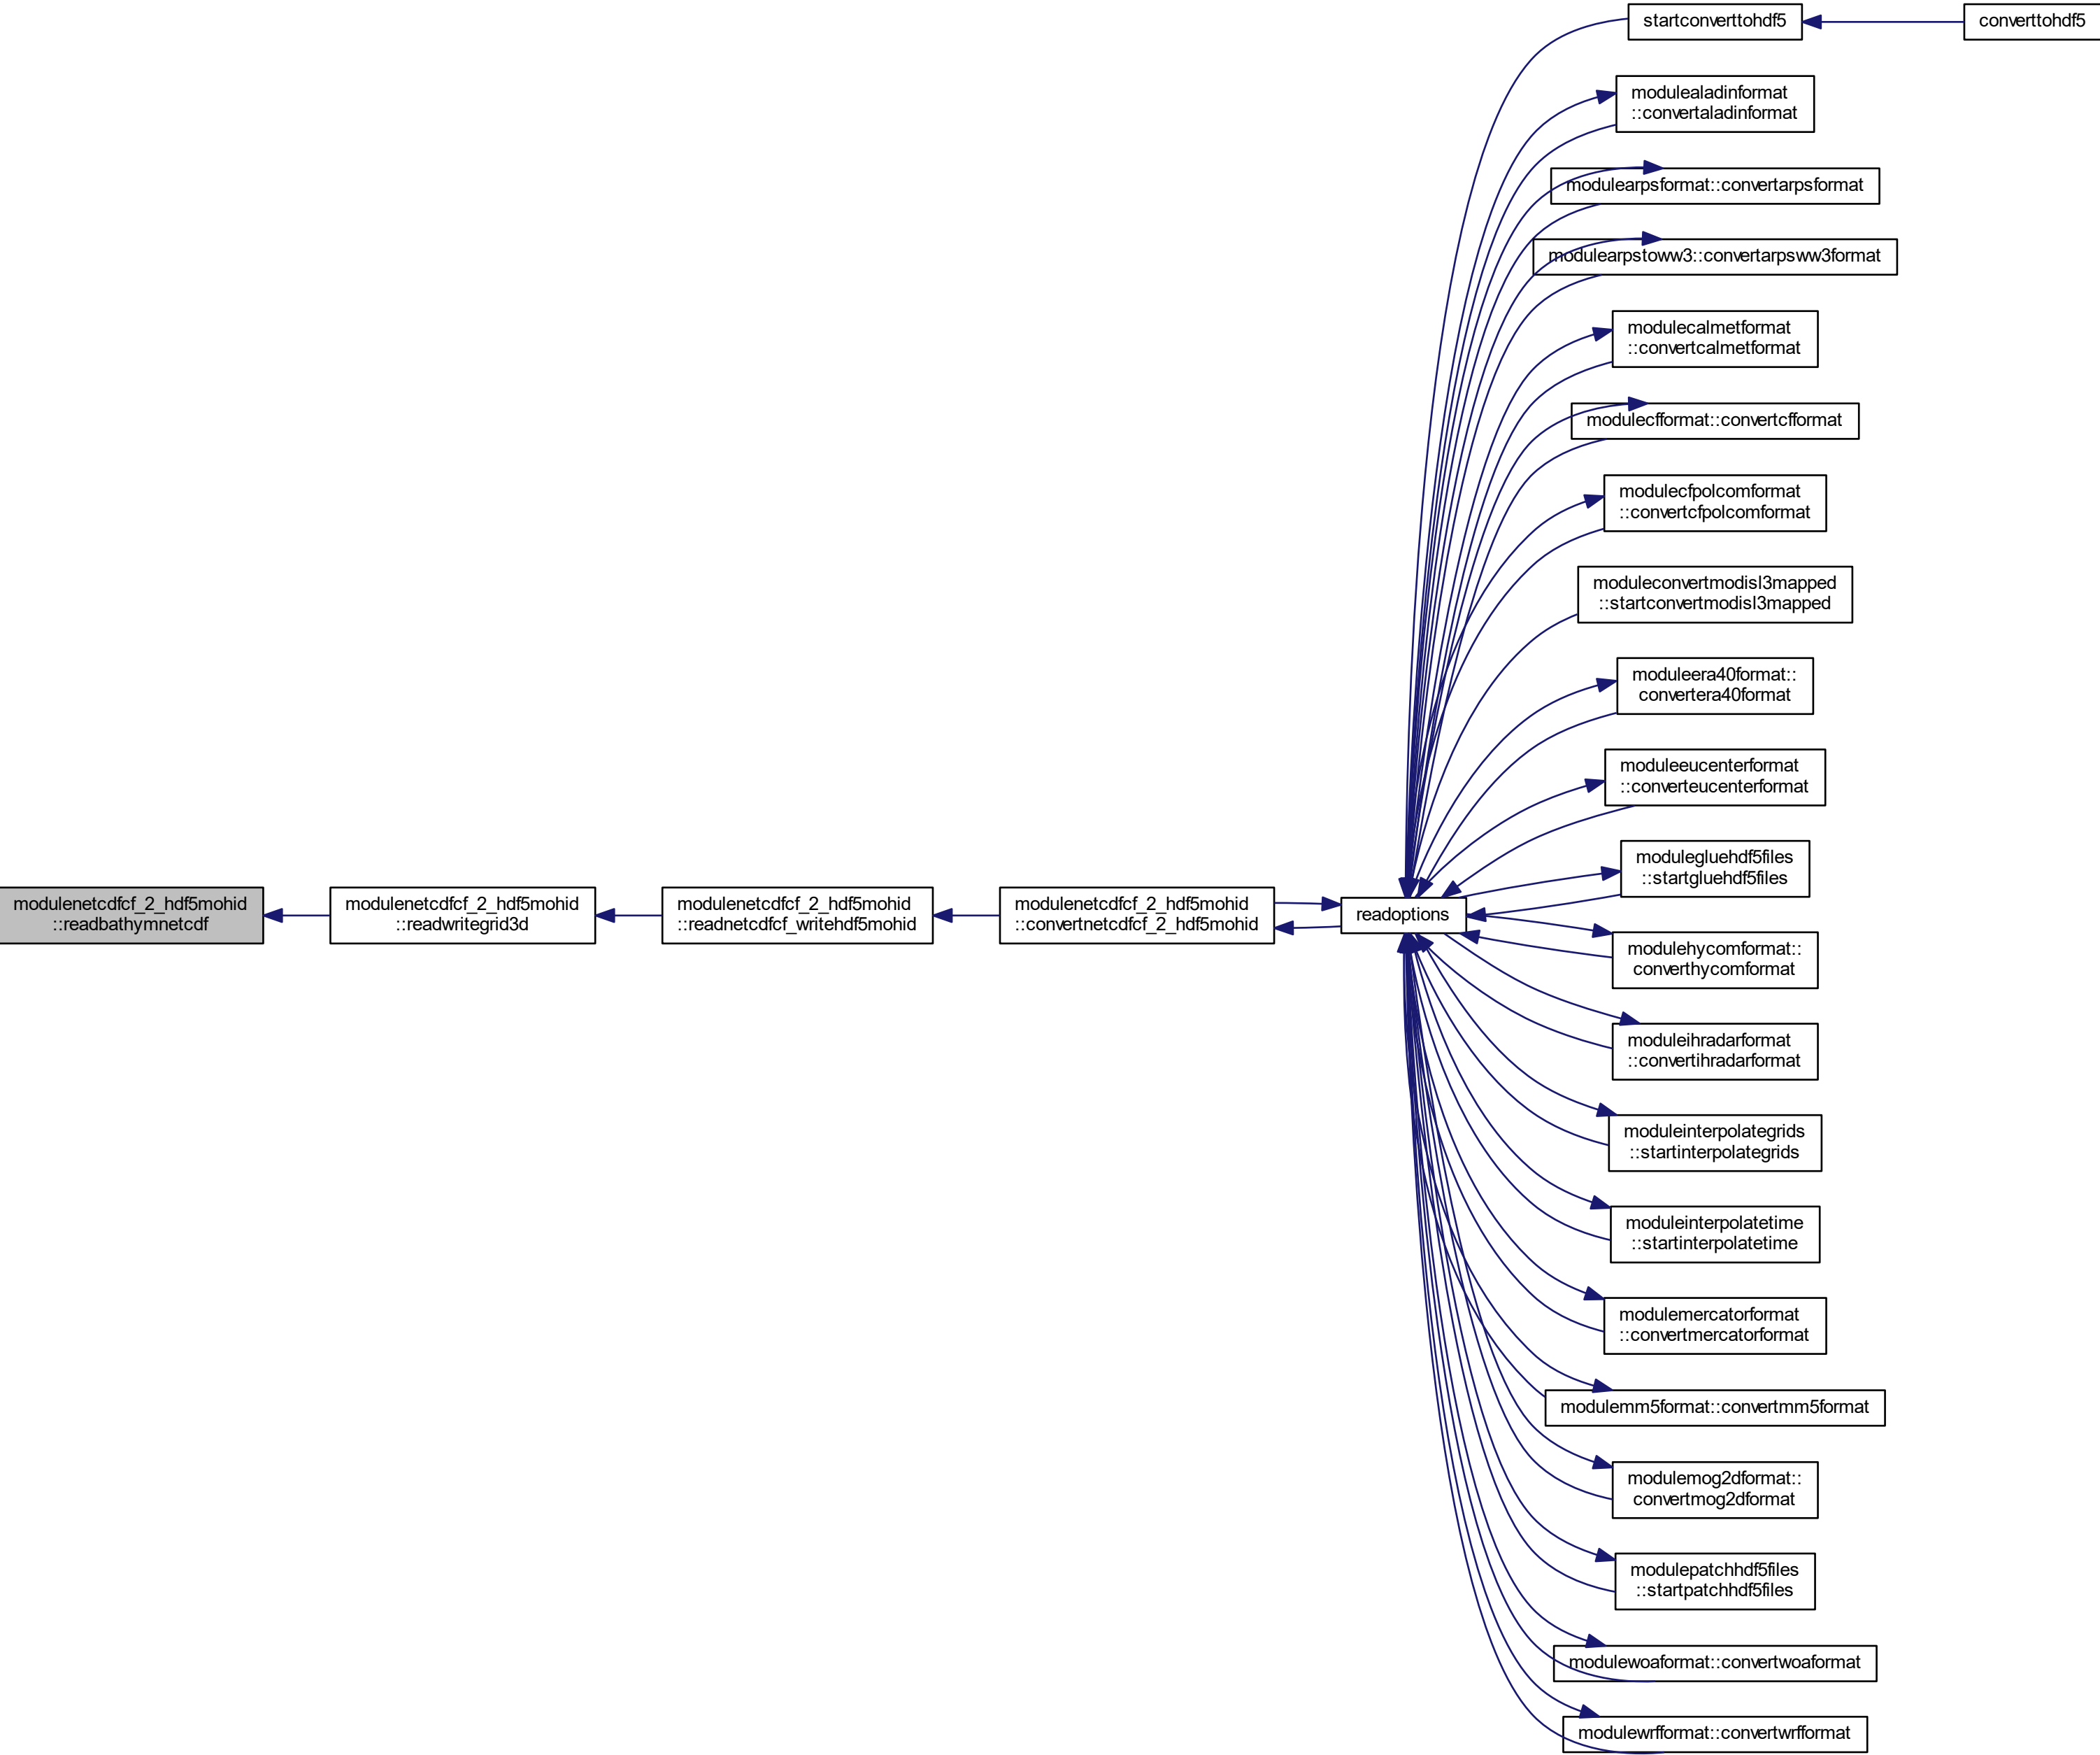 startconverttohdf5
converttohdf5
modulealadinformat
::convertaladinformat
modulearpsformat::convertarpsformat
modulearpstoww3::convertarpsww3format
modulecalmetformat
::convertcalmetformat
modulecfformat::convertcfformat
modulecfpolcomformat
::convertcfpolcomformat
moduleconvertmodisl3mapped
::startconvertmodisl3mapped
moduleera40format::
convertera40format
moduleeucenterformat
::converteucenterformat
modulegluehdf5files
::startgluehdf5files
modulenetcdfcf_2_hdf5mohid
::readbathymnetcdf
modulenetcdfcf_2_hdf5mohid
::readwritegrid3d
modulenetcdfcf_2_hdf5mohid
::readnetcdfcf_writehdf5mohid
modulenetcdfcf_2_hdf5mohid
::convertnetcdfcf_2_hdf5mohid
readoptions
modulehycomformat::
converthycomformat
moduleihradarformat
::convertihradarformat
moduleinterpolategrids
::startinterpolategrids
moduleinterpolatetime
::startinterpolatetime
modulemercatorformat
::convertmercatorformat
modulemm5format::convertmm5format
modulemog2dformat::
convertmog2dformat
modulepatchhdf5files
::startpatchhdf5files
modulewoaformat::convertwoaformat
modulewrfformat::convertwrfformat